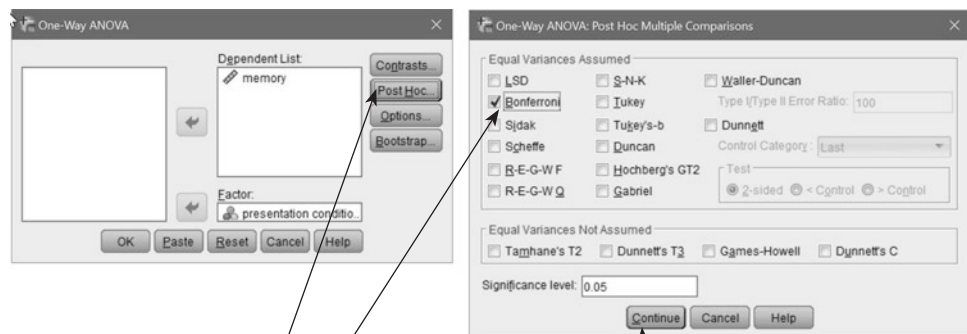 One-Way ANOVA
Dependent List:
memory
Contrasts...
Post Hoc...
Options...
Bootstrap...
Factor:
presentation conditio..
OK Paste Reset Cancel Help
One-Way ANOVA: Post Hoc Multiple Comparisons
Equal Variances Assumed
LSD S-N-K Waller-Duncan
Bonferroni Tukey Type I/Type II Error Ratio: 100
Sidak Tukey's-b Dunnett
Scheffe Duncan Control Category: Last
R-E-G-W F Hochberg's GT2 Test
R-E-G-W Q Gabriel 2-sided < Control > Control
Equal Variances Not Assumed
Tamhane's T2 Dunnett's T3 Games-Howell Dunnett's C
Significance level: 0.05
Continue Cancel Help